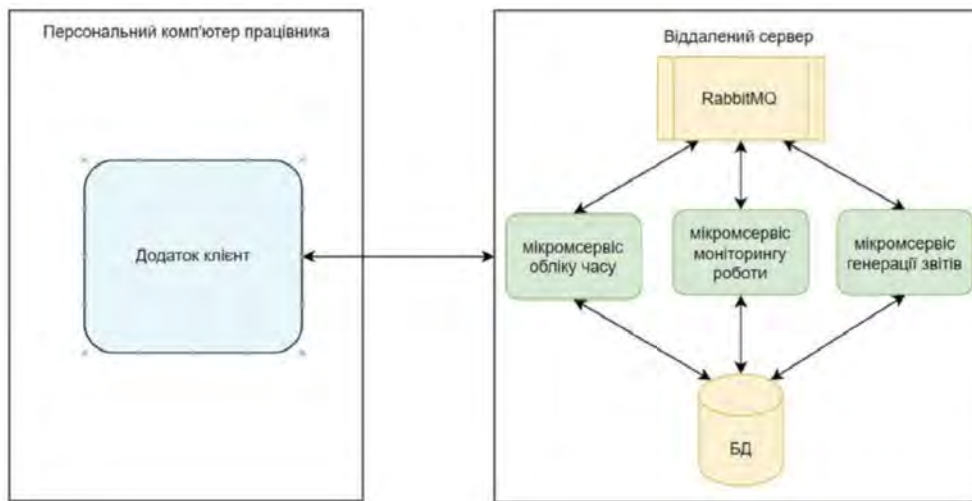 Персональний комп'ютер працівника
Віддалений сервер
RabbitMQ
Додаток клієнт
мікромсервіс
обліку часу
мікромсервіс
моніторингу
роботи
мікромсервіс
генерації звітів
БД